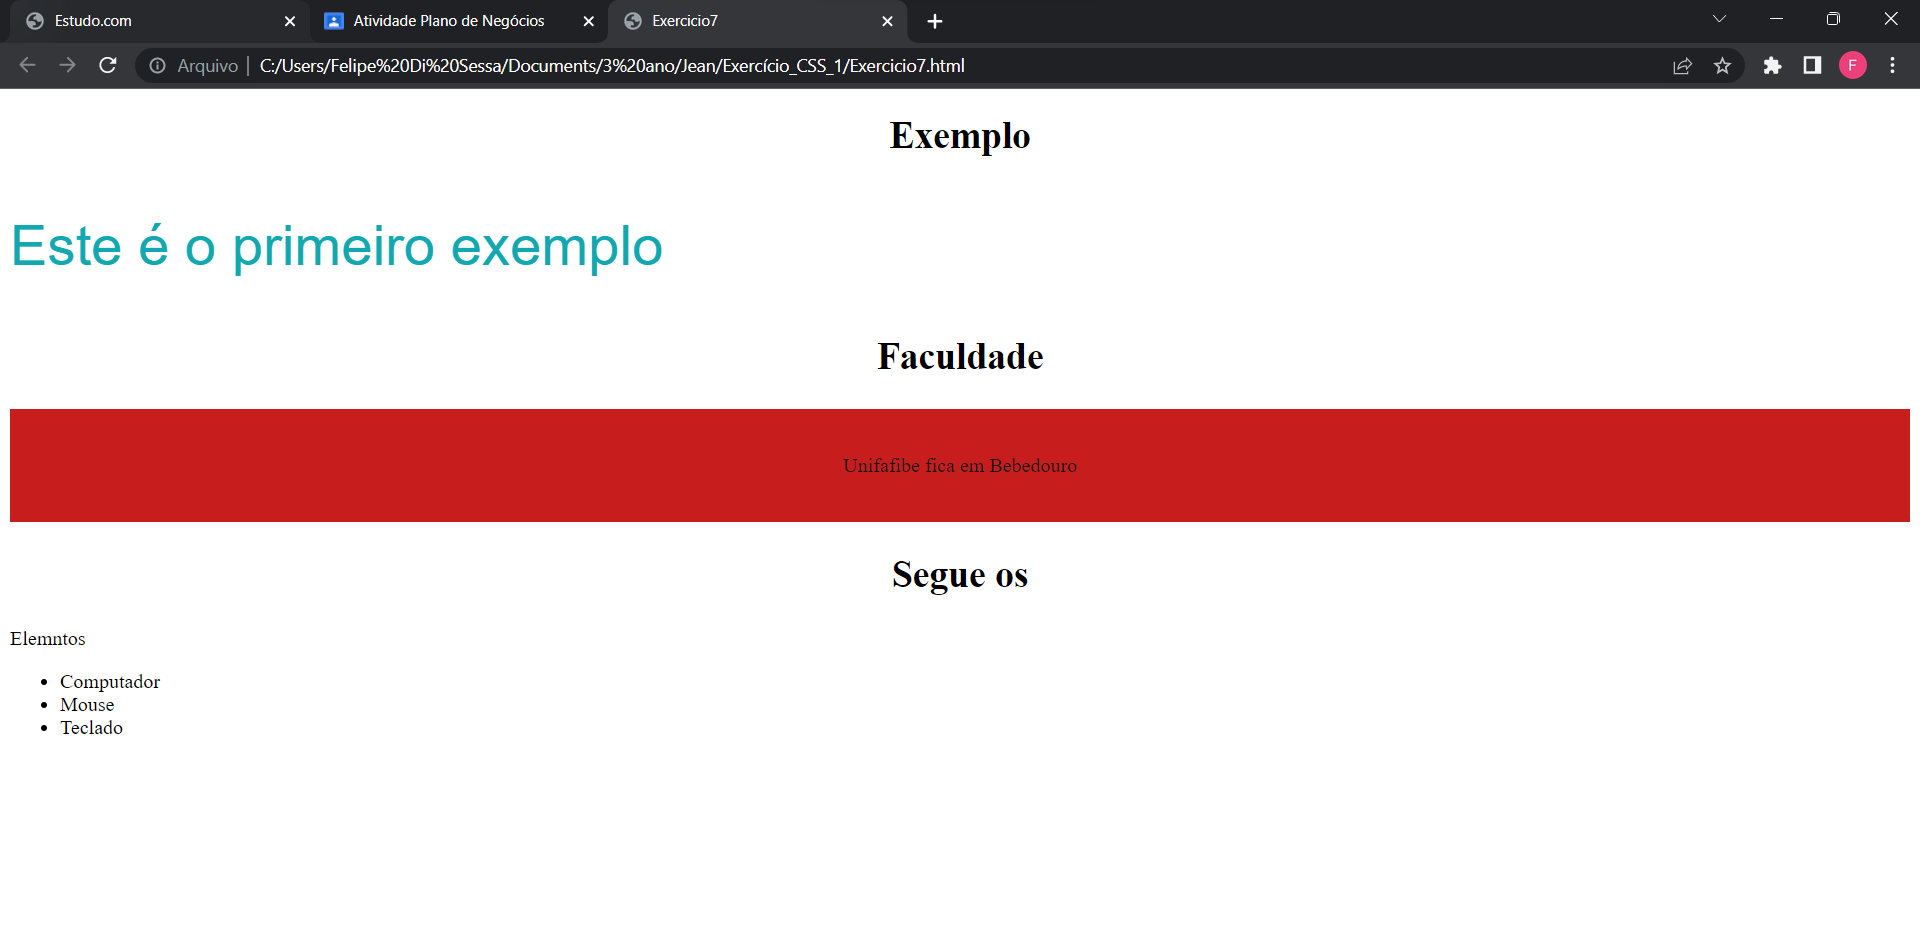 Estudo.com
Atividade Plano de Negócios
Exercicio7
Arquivo
C:/Users/Felipe%20Di%20Sessa/Documents/3%20ano/Jean/Exercício_CSS_1/Exercicio7.html
F
Exemplo
Este é o primeiro exemplo
Faculdade
Unifafibe fica em Bebedouro
Segue os
Elemntos
Computador
Mouse
Teclado